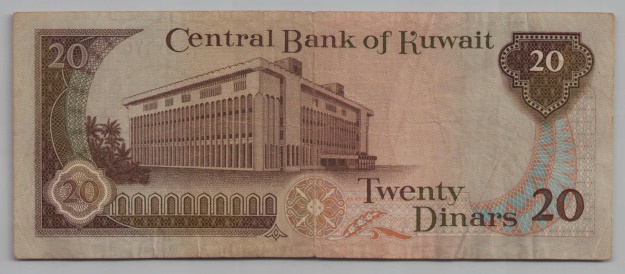 20
Central Bank of Kuwait
20
20
Twenty
Dinars 20